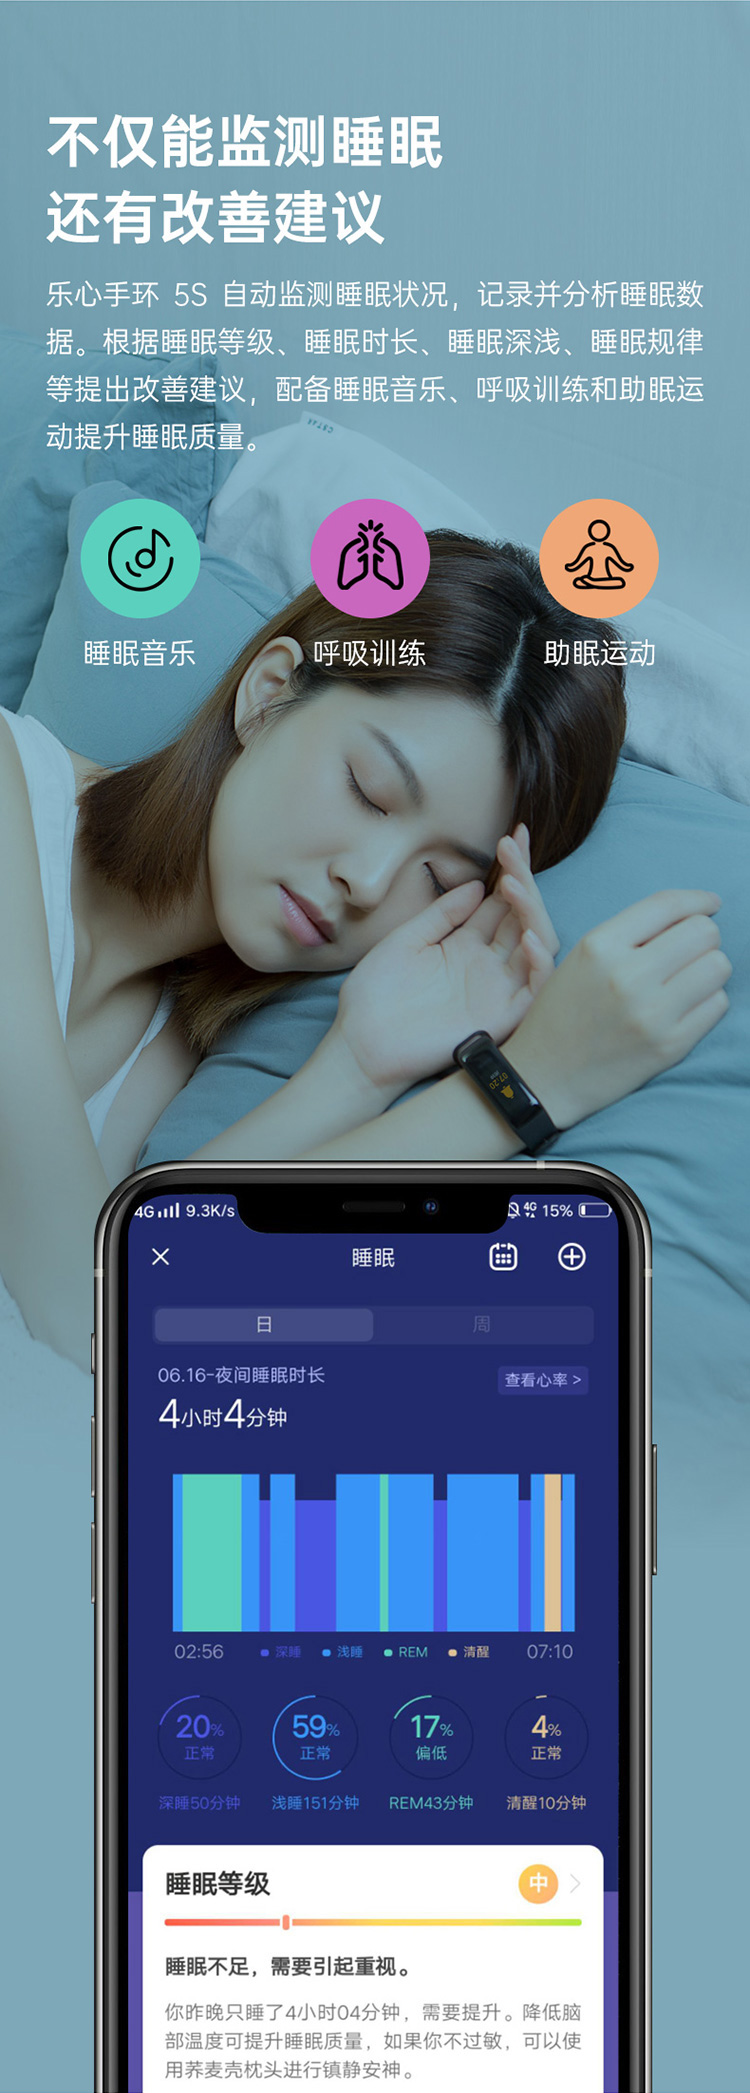 不仅能监测睡眠
还有改善建议
乐心手环 5S 自动监测睡眠状况，记录并分析睡眠数
据。根据睡眠等级、睡眠时长、睡眠深浅、睡眠规律
等提出改善建议，配备睡眠音乐、呼吸训练和助眠运
动提升睡眠质量。
睡眠音乐 呼吸训练 助眠运动
07:20
4G 9.3K/s 4G 15%
睡眠
日 周
06.16-夜间睡眠时长 查看心率 >
4小时4分钟
02:56 深睡 浅睡 REM 清醒 07:10
20% 59% 17% 4%
正常 正常 偏低 正常
深睡50分钟 浅睡151分钟 REM43分钟 清醒10分钟
睡眠等级 中
睡眠不足，需要引起重视。
你昨晚只睡了4小时04分钟，需要提升。降低脑
部温度可提升睡眠质量，如果你不过敏，可以使
用荞麦壳枕头进行镇静安神。